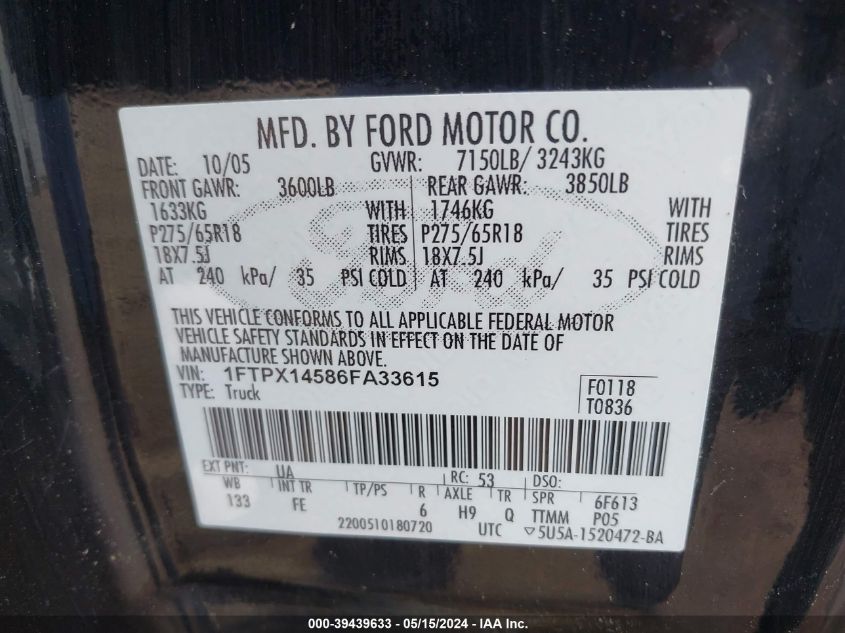 MFD. BY FORD MOTOR CO.
DATE: 10/05 GVWR: 7150LB/ 3243KG
FRONT GAWR: 3600LB REAR GAWR: 3850LB
1633KG WITH 1746KG WITH
P275/65R18 TIRES P275/65R18 TIRES
18X7.5J RIMS 18X7.5J RIMS
AT 240 kPa/ 35 PSI COLD AT 240 kPa/ 35 PSI COLD
THIS VEHICLE CONFORMS TO ALL APPLICABLE FEDERAL MOTOR
VEHICLE SAFETY STANDARDS IN EFFECT ON THE DATE OF
MANUFACTURE SHOWN ABOVE.
VIN: 1FTPX14586FA33615
TYPE: Truck
F0118
T0836
EXT PNT: UA RC: 53 DSO:
WB INT TR TP/PS R AXLE TR SPR 6F613
133 FE 6 H9 Q TTMM P05
2200510180720 UTC ▽5U5A-1520472-BA
Ford
000-39439633 - 05/15/2024 - IAA Inc.